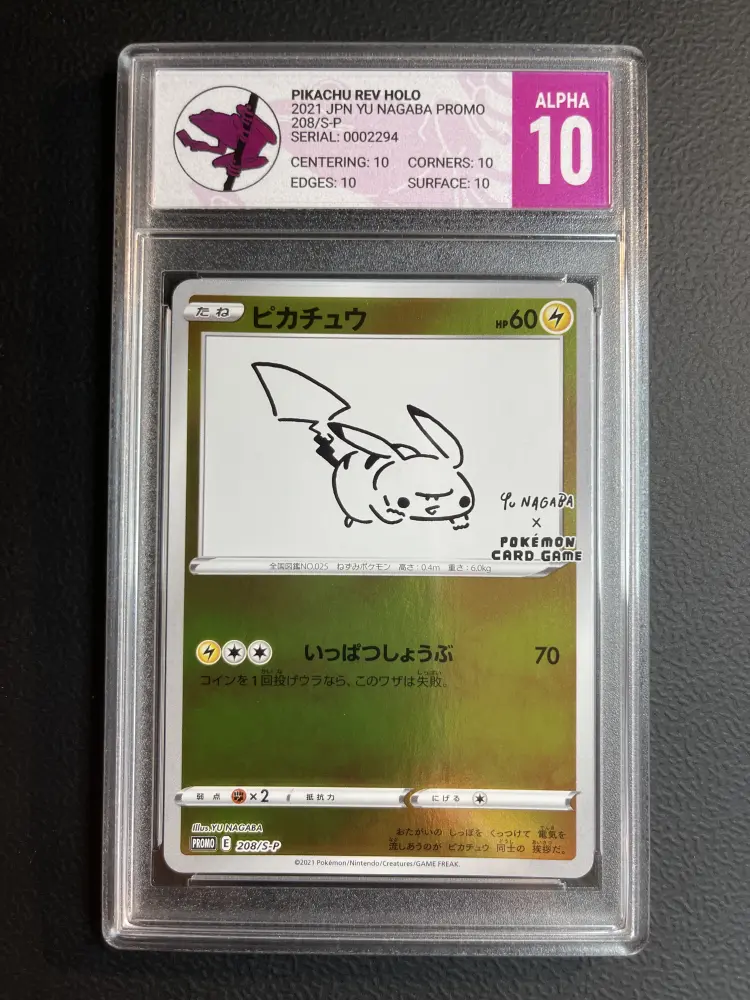 PIKACHU REV HOLO
2021 JPN YU NAGABA PROMO
208/S-P
SERIAL: 0002294
CENTERING: 10 CORNERS: 10
EDGES: 10 SURFACE: 10
ALPHA
10
たね ピカチュウ HP60
Yu NAGABA
×
POKÉMON
CARD GAME
全国図鑑NO.025 ねずみポケモン 高さ:0.4m 重さ:6.0kg
いっぱつしょうぶ 70
コインを1回投げウラなら、このワザは失敗。
弱点 ×2 抵抗力 にげる
Illus.YU NAGABA
おたがいの しっぽを くっつけて 電気を
流しあうのが ピカチュウ 同士の 挨拶だ。
PROMO E 208/S-P
©2021 Pokémon/Nintendo/Creatures/GAME FREAK.